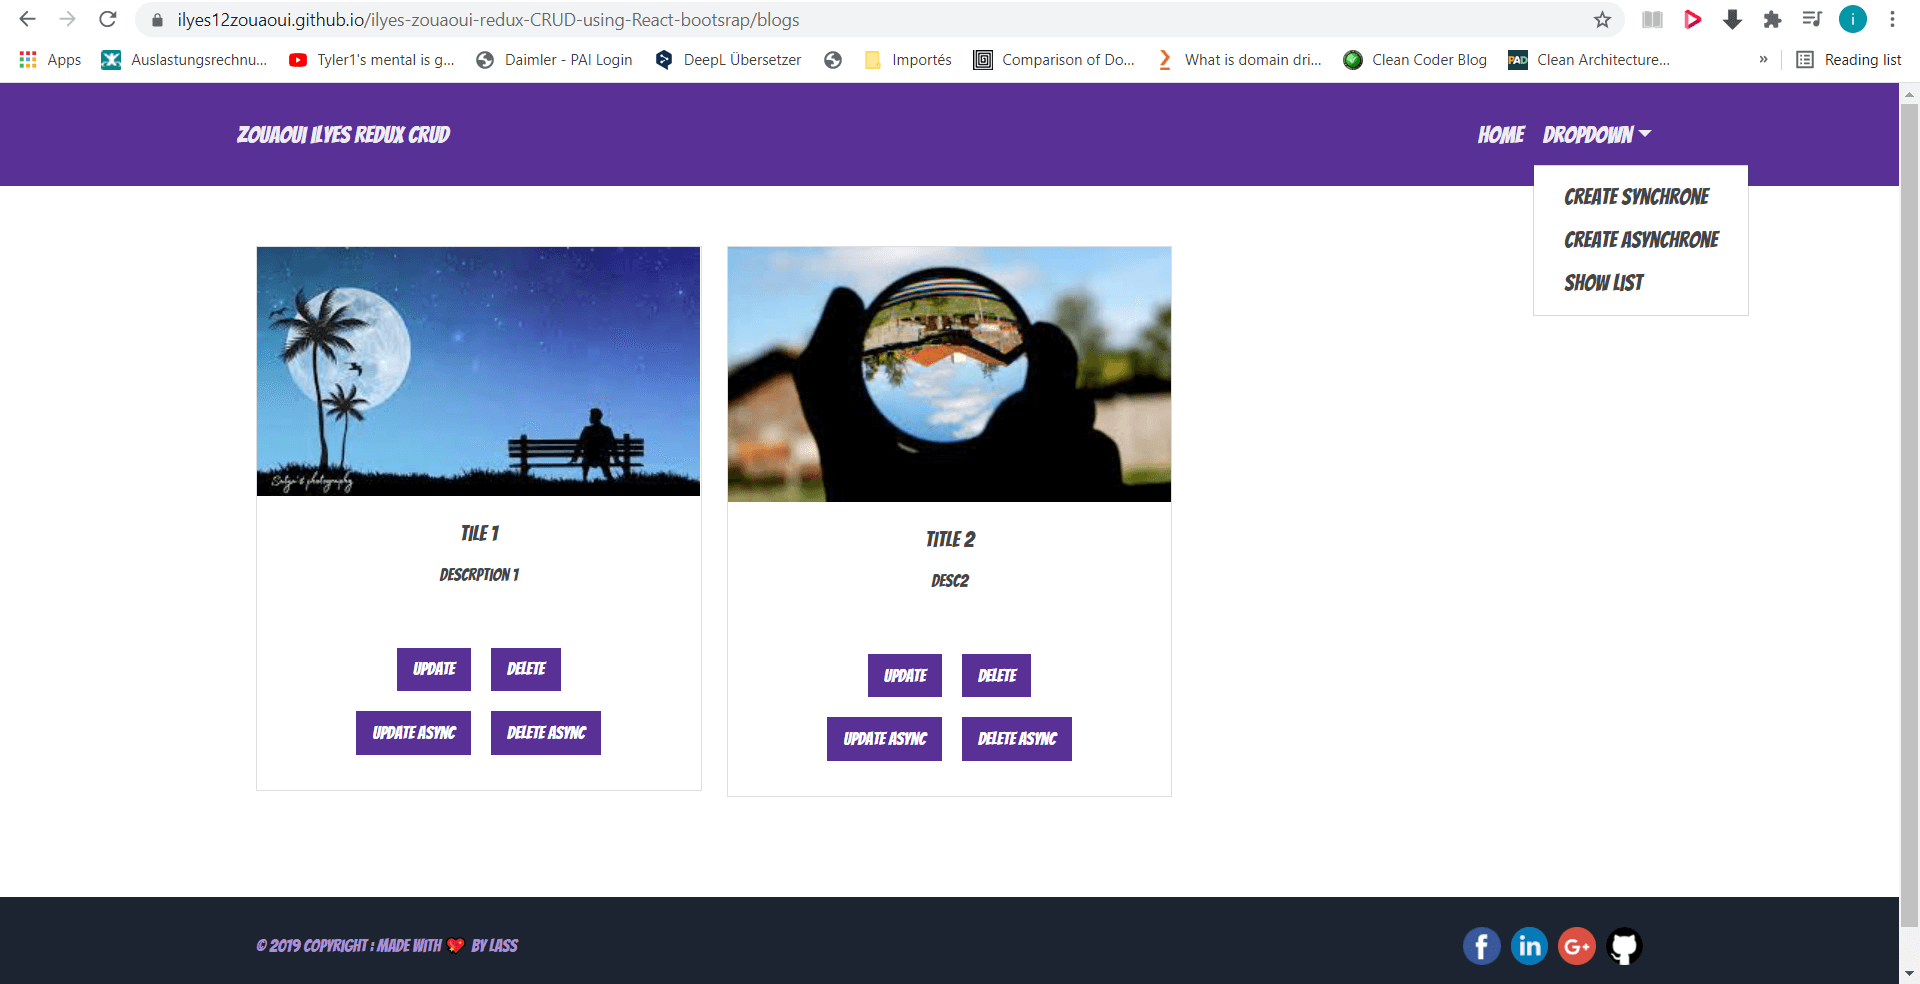 ilyes12zouaoui.github.io/ilyes-zouaoui-redux-CRUD-using-React-bootsrap/blogs
i
Apps
Auslastungsrechnu...
Tyler1's mental is g...
Daimler - PAI Login
DeepL Übersetzer
Importés
Comparison of Do...
What is domain dri...
Clean Coder Blog
PAD
Clean Architecture...
»
Reading list
ZOUAOUI ILYES REDUX CRUD
HOME
DROPDOWN
CREATE SYNCHRONE
CREATE ASYNCHRONE
SHOW LIST
Satya's photography
TILE 1
DESCRPTION 1
UPDATE
DELETE
UPDATE ASYNC
DELETE ASYNC
TITLE 2
DESC2
UPDATE
DELETE
UPDATE ASYNC
DELETE ASYNC
© 2019 COPYRIGHT : MADE WITH 💖 BY LASS
f
in
G+